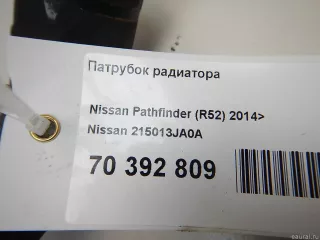 Патрубок радиатора
Nissan Pathfinder (R52) 2014>
Nissan 215013JA0A
70 392 809